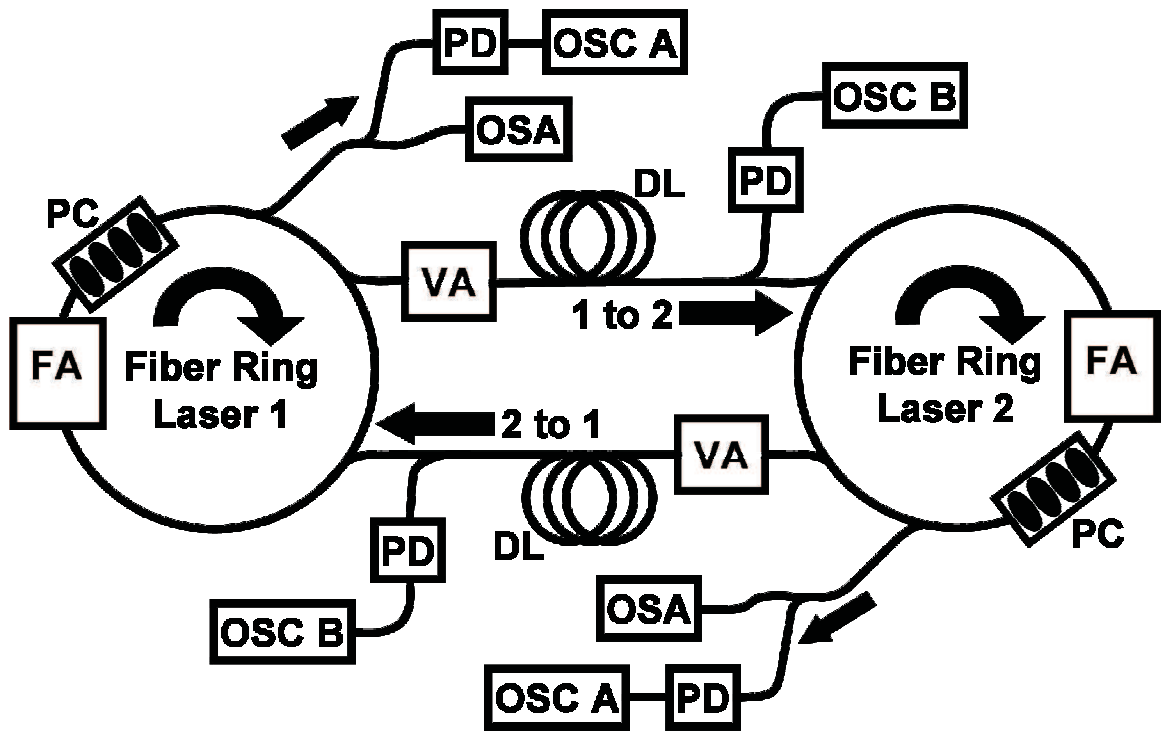 PD
OSC A
OSA
OSC B
PD
DL
PC
VA
1 to 2
FA
Fiber Ring
Laser 1
Fiber Ring
Laser 2
FA
2 to 1
VA
PD
DL
PC
OSC B
OSA
OSC A
PD